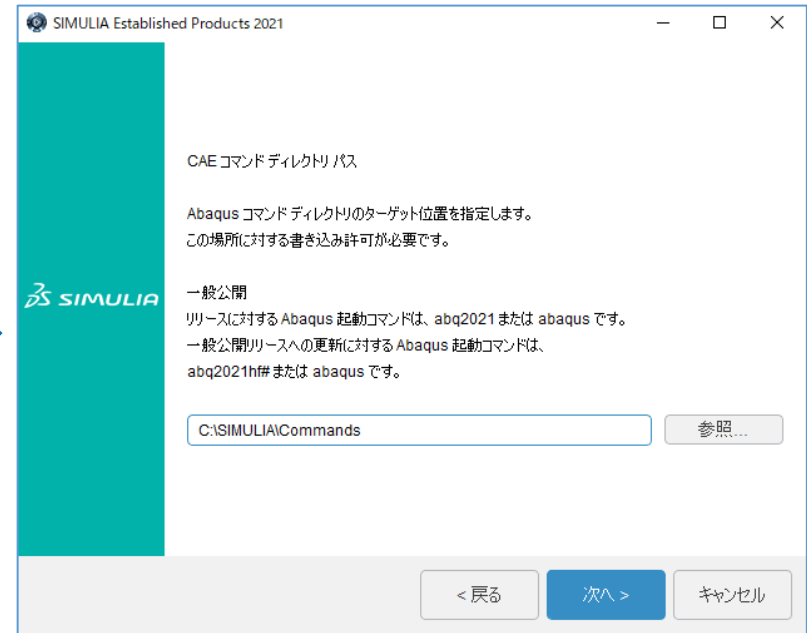 SIMULIA Established Products 2021
CAE コマンド ディレクトリ パス
Abaqus コマンド ディレクトリのターゲット位置を指定します。
この場所に対する書き込み許可が必要です。
SIMULIA
一般公開
リリースに対する Abaqus 起動コマンドは、abq2021 または abaqus です。
一般公開リリースへの更新に対する Abaqus 起動コマンドは、
abq2021hf# または abaqus です。
C:\SIMULIA\Commands
参照...
< 戻る
次へ >
キャンセル